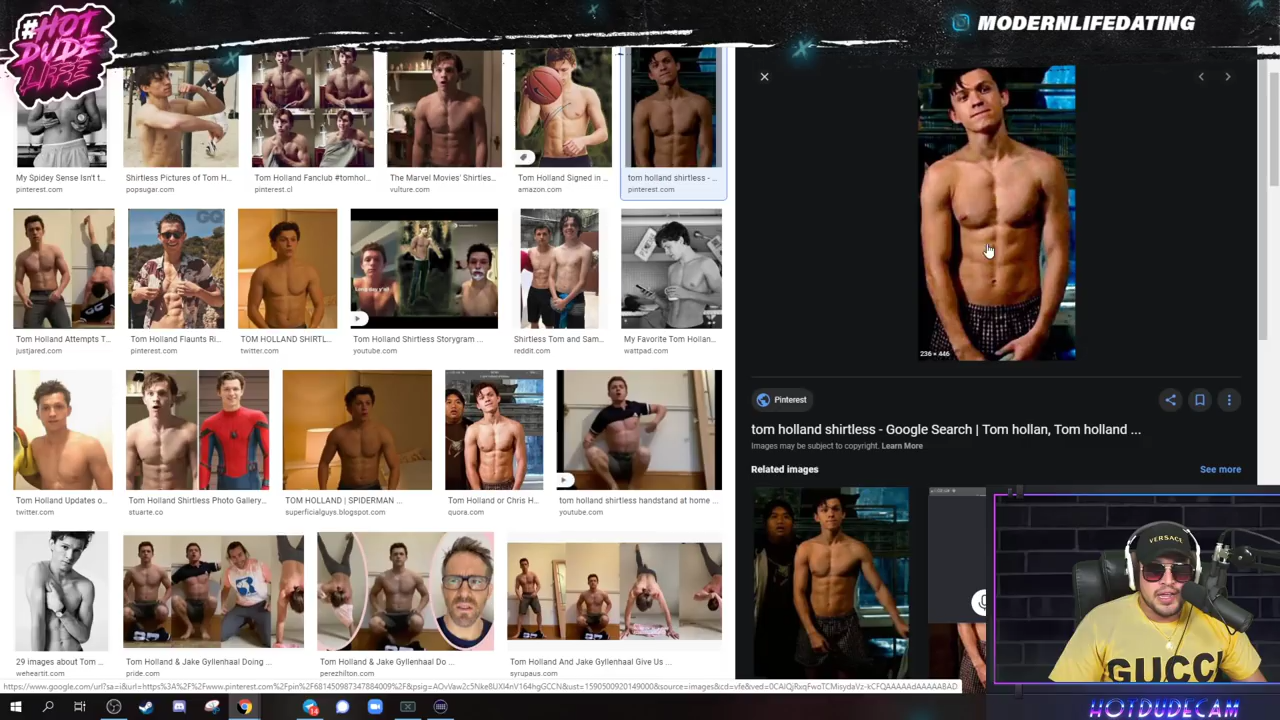 #HOT
DUDE
LIFE
MODERNLIFEDATING
My Spidey Sense Isn't t...
pinterest.com
Shirtless Pictures of Tom H...
popsugar.com
Tom Holland Fanclub #tomhol...
pinterest.cl
The Marvel Movies' Shirtles...
vulture.com
Tom Holland Signed in ...
amazon.com
tom holland shirtless - ...
pinterest.com
GQ
Tom Holland Attempts T...
justjared.com
Tom Holland Flaunts Ri...
pinterest.com
TOM HOLLAND SHIRTL...
twitter.com
Tom Holland Shirtless Storygram ...
youtube.com
Shirtless Tom and Sam...
reddit.com
My Favorite Tom Hollan...
wattpad.com
Tom Holland Updates o...
twitter.com
Tom Holland Shirtless Photo Gallery...
stuarte.co
TOM HOLLAND | SPIDERMAN ...
superficialguys.blogspot.com
Tom Holland or Chris H...
quora.com
tom holland shirtless handstand at home ...
youtube.com
29 images about Tom ...
weheartit.com
Tom Holland & Jake Gyllenhaal Doing ...
pride.com
Tom Holland & Jake Gyllenhaal Do ...
perezhilton.com
Tom Holland And Jake Gyllenhaal Give Us ...
syrupaus.com
236 × 446
Pinterest
tom holland shirtless - Google Search | Tom hollan, Tom holland ...
Images may be subject to copyright. Learn More
Related images
See more
VERSACE
GUCCI
HOTDUDECAM
14